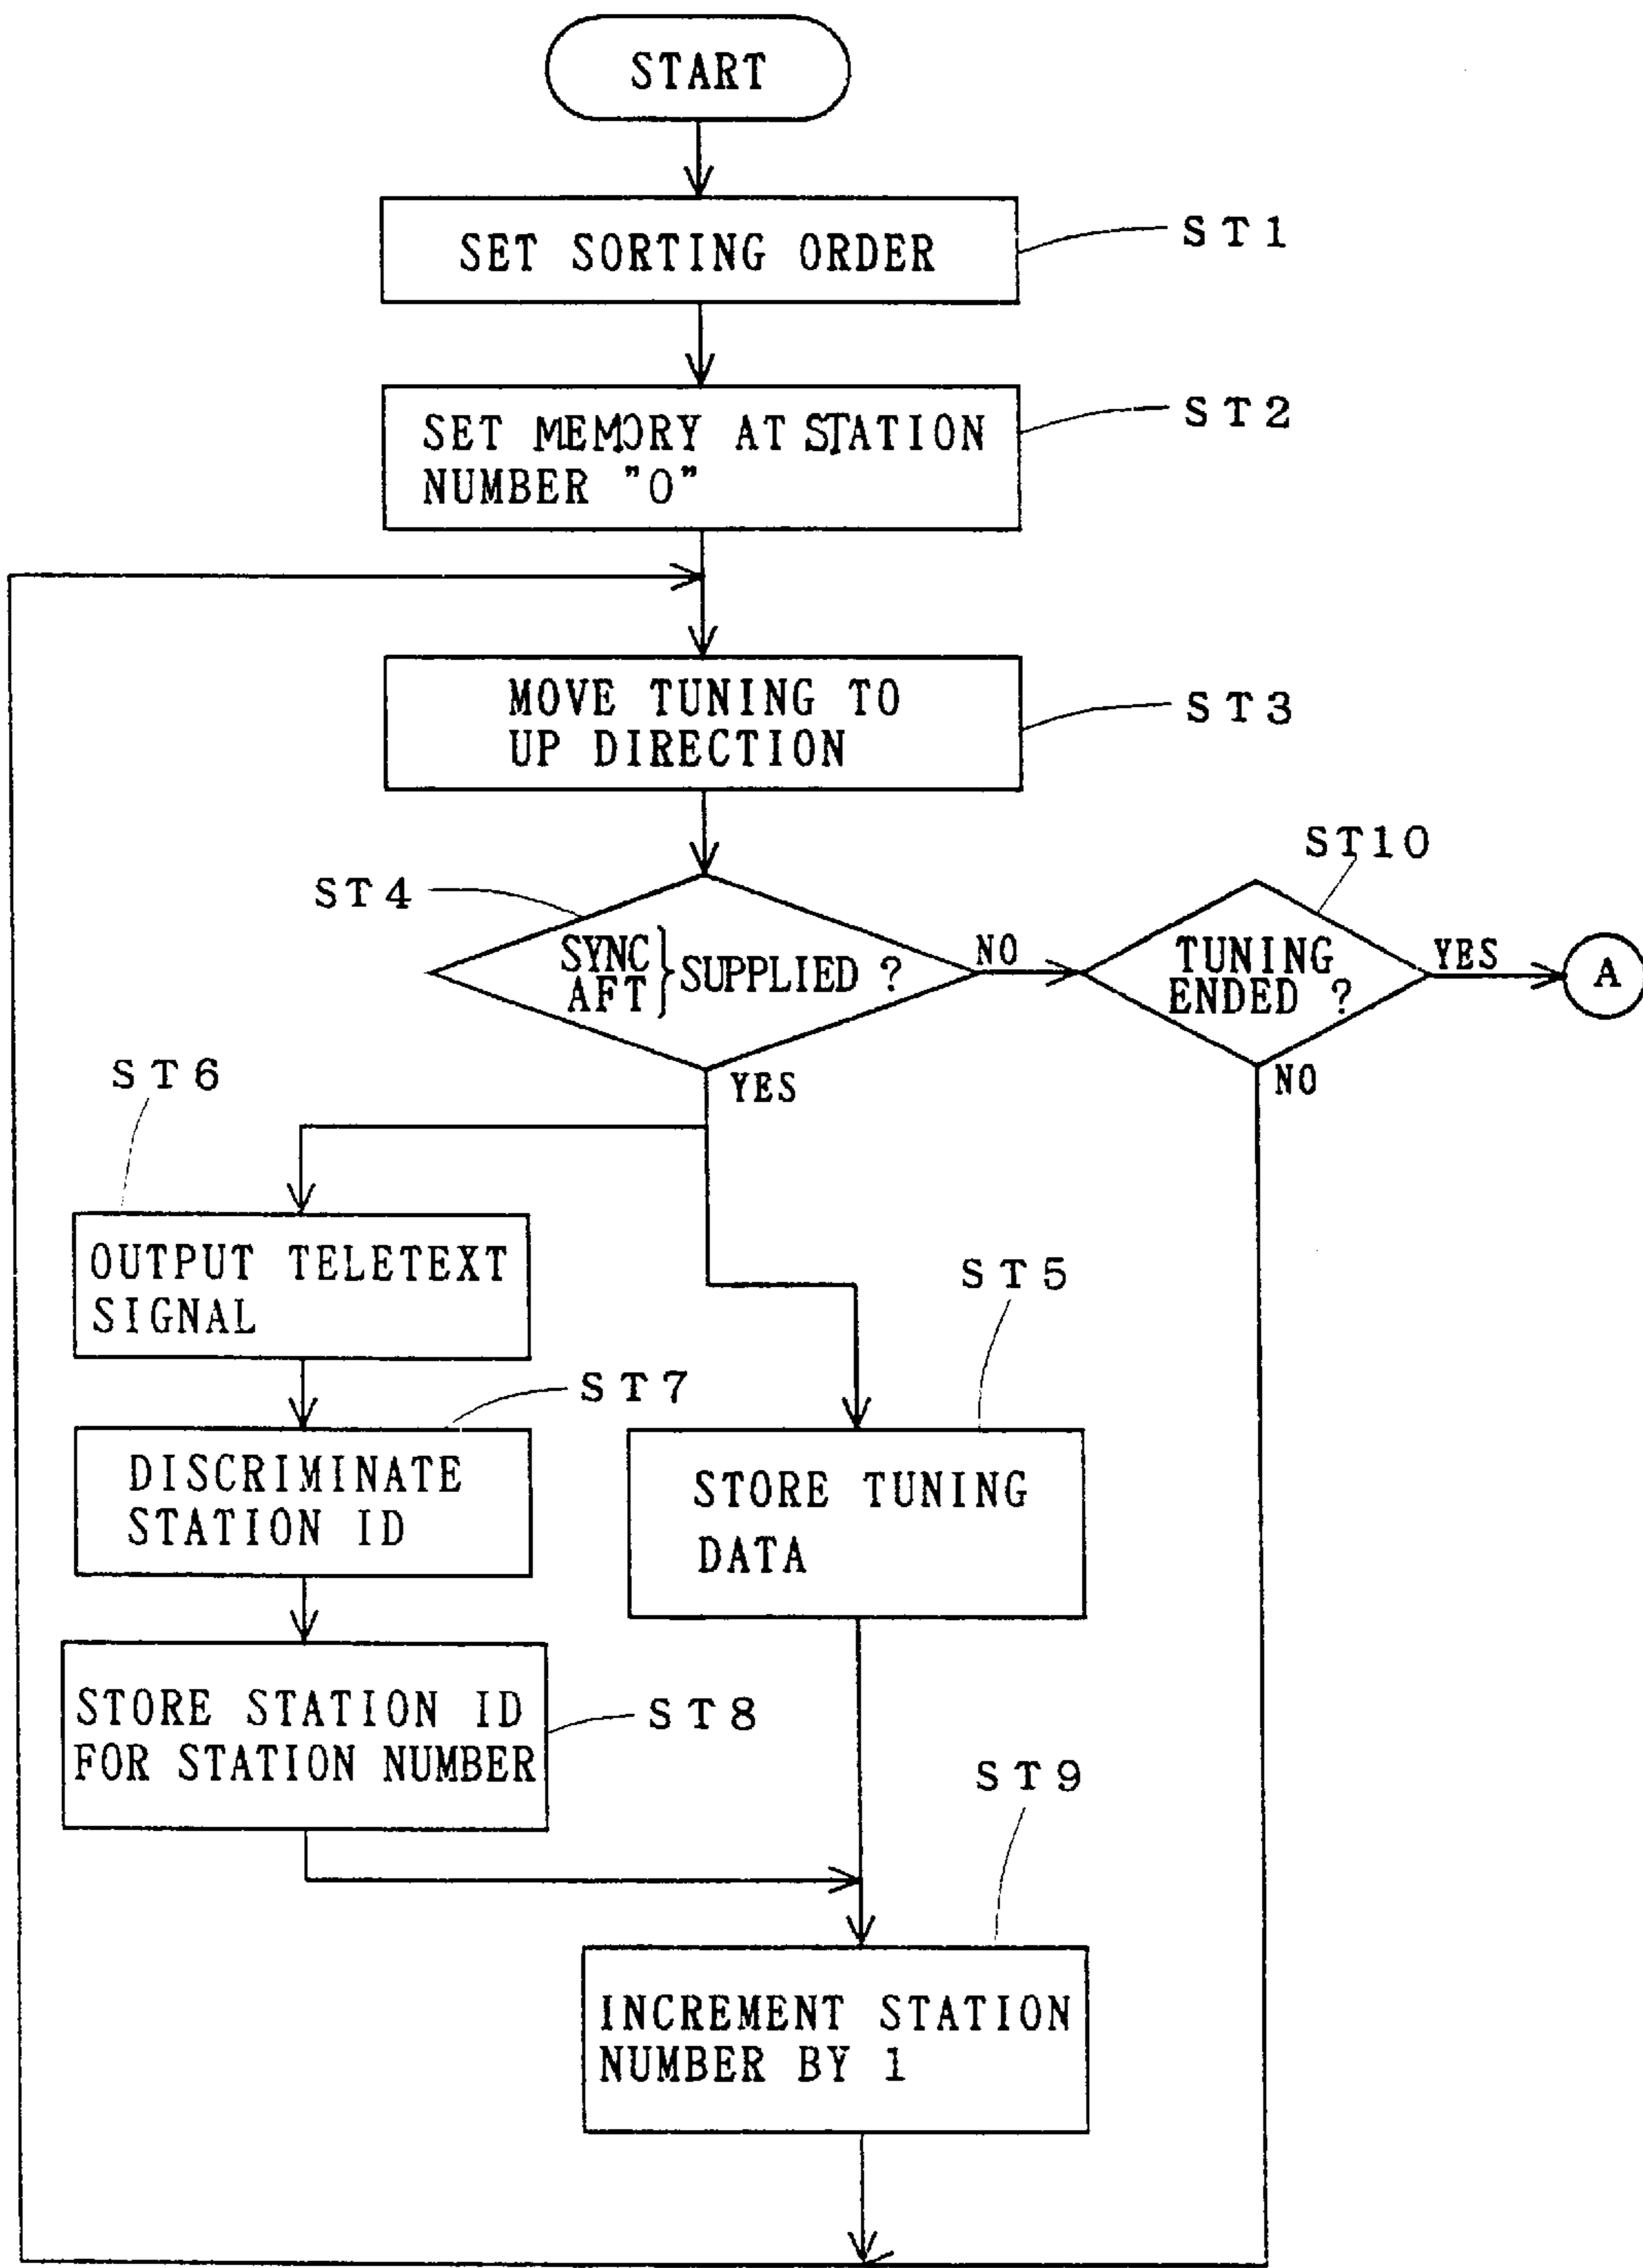 START
SET SORTING ORDER
ST1
SET MEMORY AT STATION
NUMBER "0"
ST2
MOVE TUNING TO
UP DIRECTION
ST3
ST4
SYNC
AFT
} SUPPLIED ?
NO
YES
ST10
TUNING
ENDED ?
YES
A
NO
ST6
OUTPUT TELETEXT
SIGNAL
ST5
ST7
DISCRIMINATE
STATION ID
STORE TUNING
DATA
STORE STATION ID
FOR STATION NUMBER
ST8
ST9
INCREMENT STATION
NUMBER BY 1